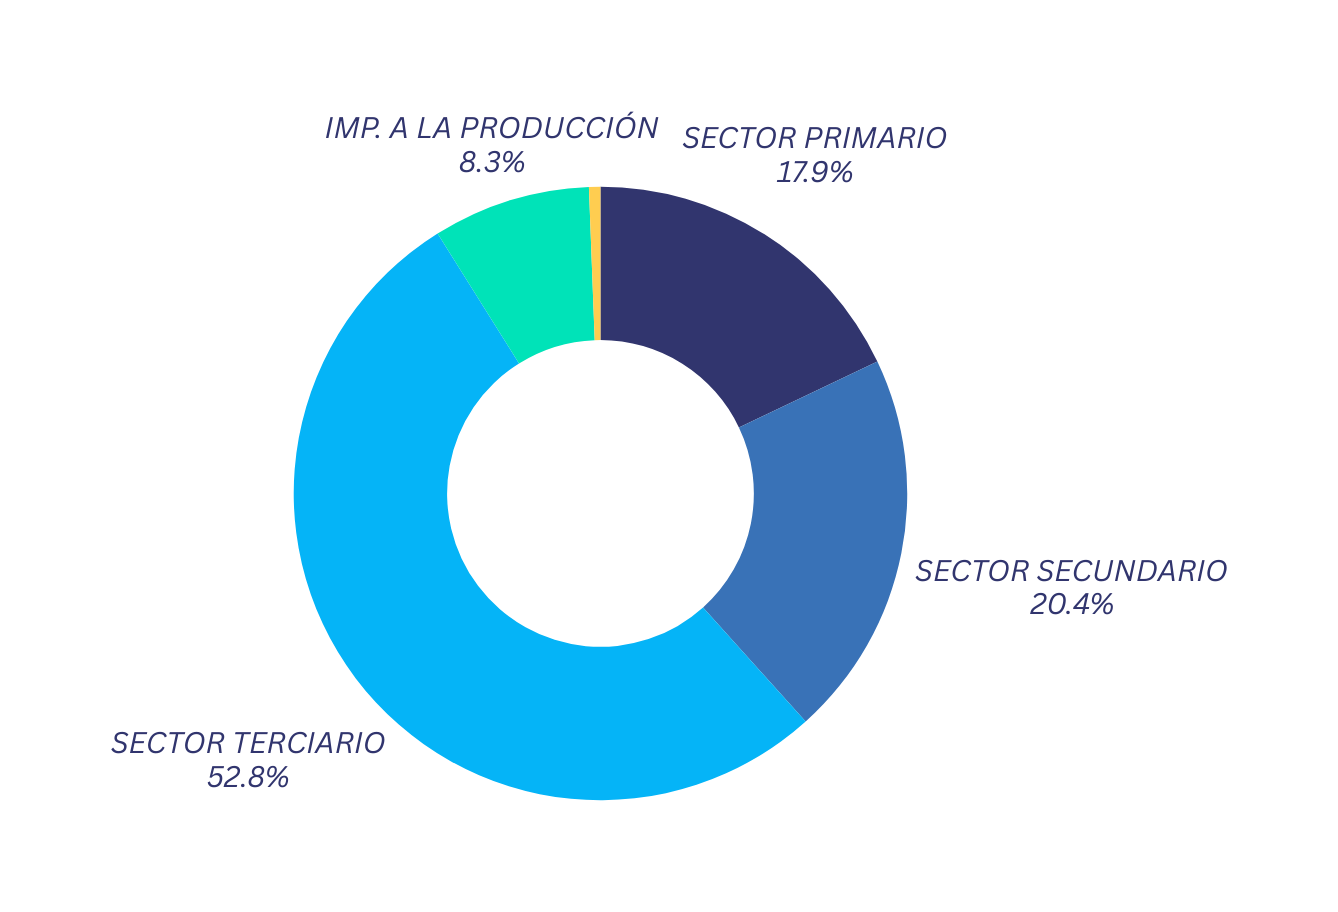 IMP. A LA PRODUCCIÓN
8.3%
SECTOR PRIMARIO
17.9%
SECTOR SECUNDARIO
20.4%
SECTOR TERCIARIO
52.8%